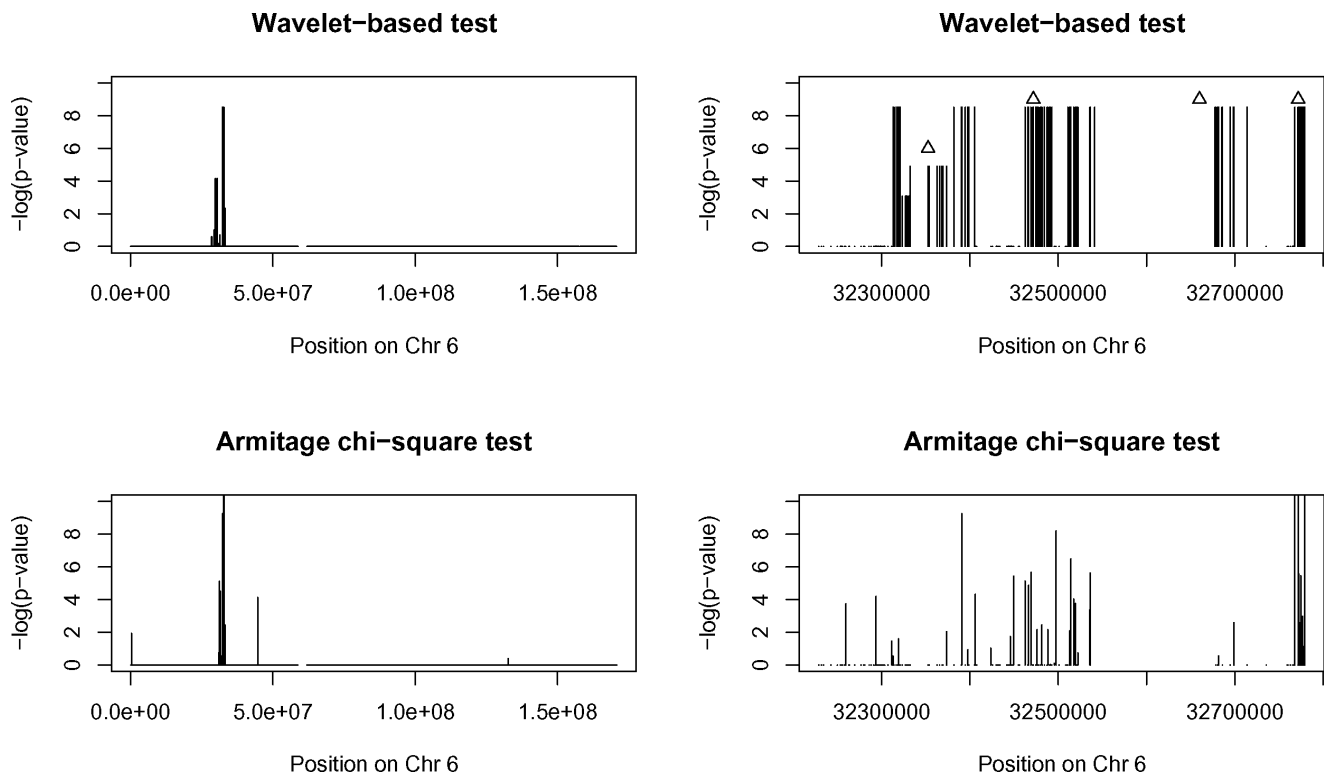 Wavelet−based test
−log(p−value)
0 2 4 6 8
0.0e+00 5.0e+07 1.0e+08 1.5e+08
Position on Chr 6
Wavelet−based test
−log(p−value)
0 2 4 6 8
32300000 32500000 32700000
Position on Chr 6
Armitage chi−square test
−log(p−value)
0 2 4 6 8
0.0e+00 5.0e+07 1.0e+08 1.5e+08
Position on Chr 6
Armitage chi−square test
−log(p−value)
0 2 4 6 8
32300000 32500000 32700000
Position on Chr 6